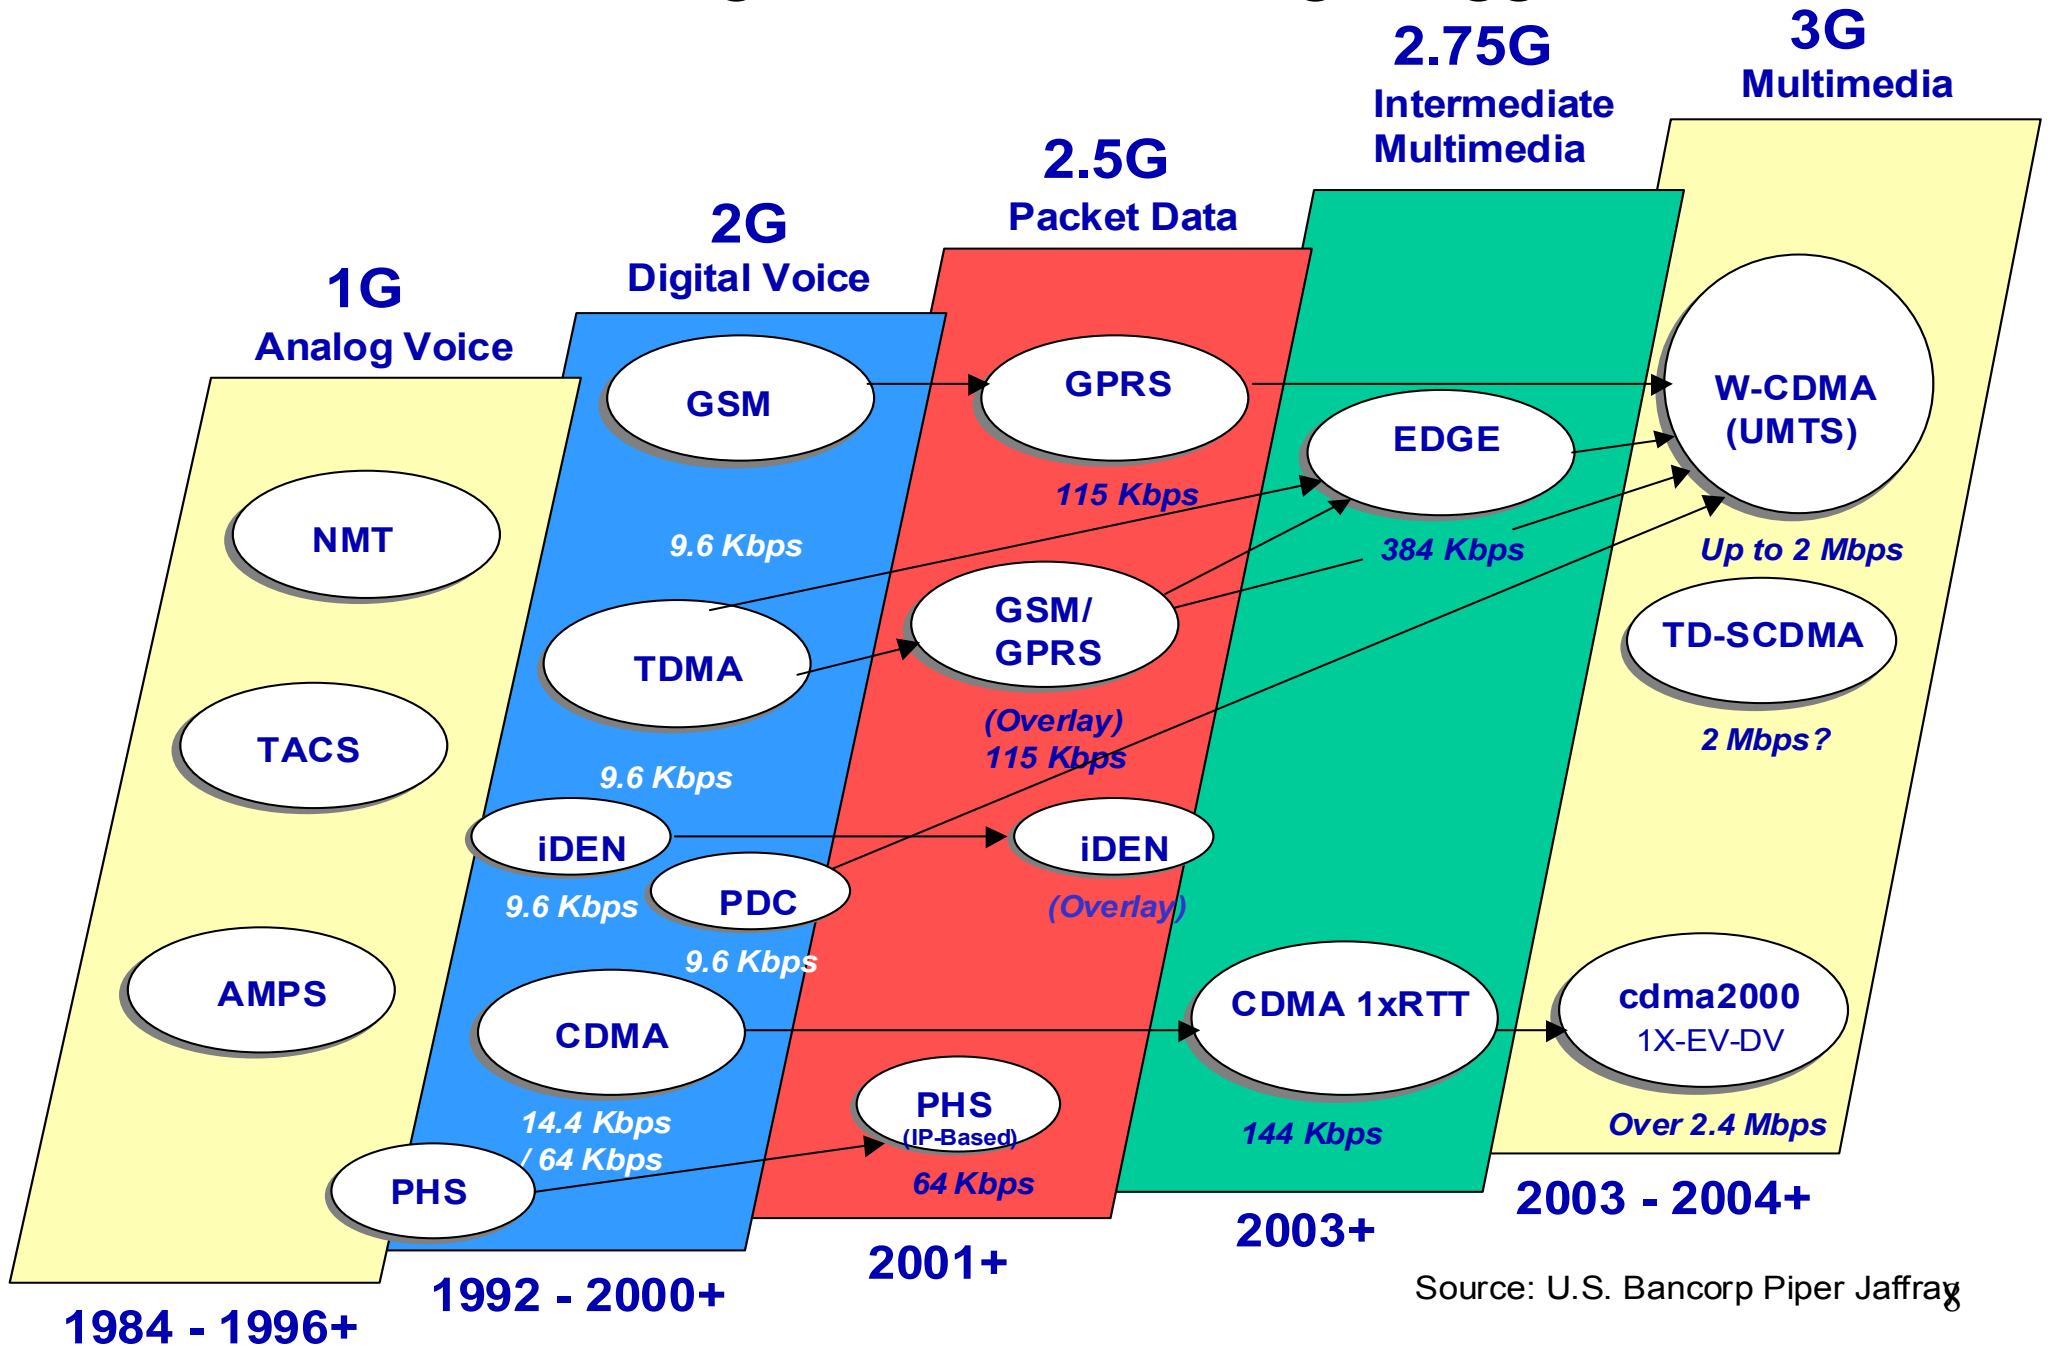 1G
Analog Voice
NMT
TACS
AMPS
1984 - 1996+
2G
Digital Voice
GSM
9.6 Kbps
TDMA
9.6 Kbps
iDEN
9.6 Kbps
PDC
9.6 Kbps
CDMA
14.4 Kbps
/ 64 Kbps
PHS
1992 - 2000+
2.5G
Packet Data
GPRS
115 Kbps
GSM/
GPRS
(Overlay)
115 Kbps
iDEN
(Overlay)
PHS
(IP-Based)
64 Kbps
2001+
2.75G
Intermediate
Multimedia
EDGE
384 Kbps
CDMA 1xRTT
144 Kbps
2003+
3G
Multimedia
W-CDMA
(UMTS)
Up to 2 Mbps
TD-SCDMA
2 Mbps?
cdma2000
1X-EV-DV
Over 2.4 Mbps
2003 - 2004+
Source: U.S. Bancorp Piper Jaffray
8